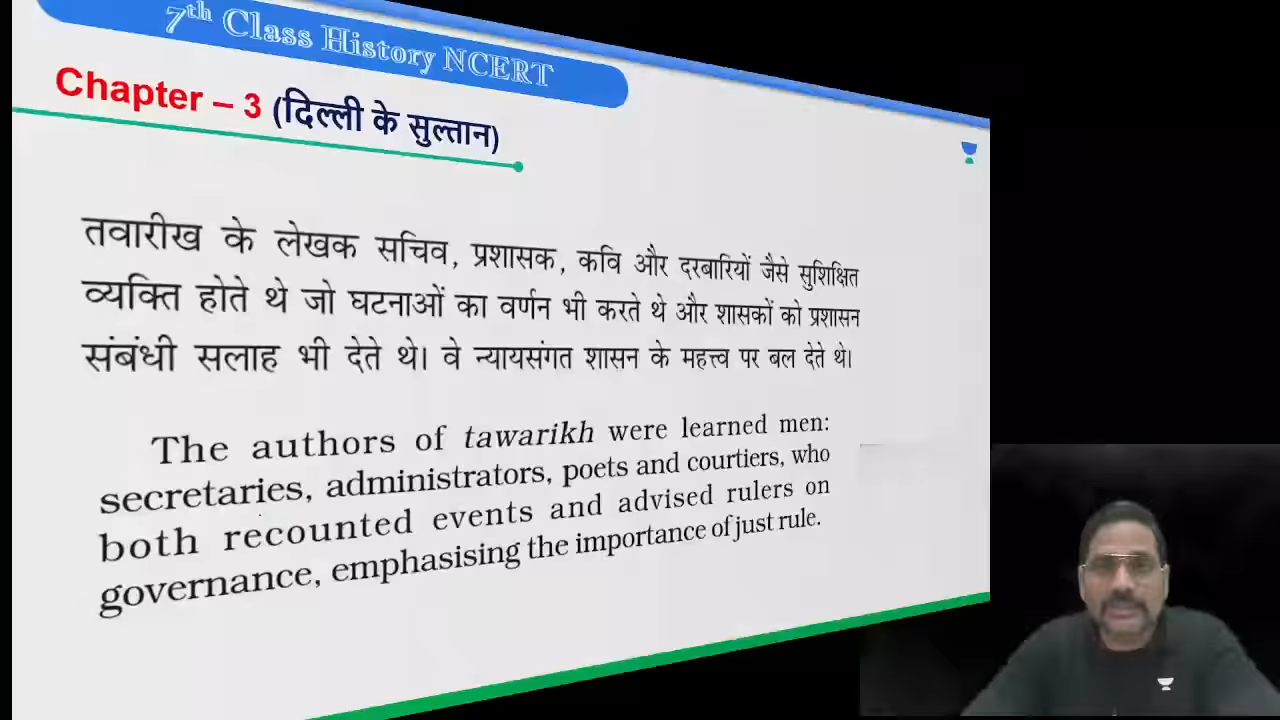 7th Class History NCERT
Chapter – 3 (दिल्ली के सुल्तान)
तवारीख के लेखक सचिव, प्रशासक, कवि और दरबारियों जैसे सुशिक्षित
व्यक्ति होते थे जो घटनाओं का वर्णन भी करते थे और शासकों को प्रशासन
संबंधी सलाह भी देते थे। वे न्यायसंगत शासन के महत्त्व पर बल देते थे।
The authors of tawarikh were learned men:
secretaries, administrators, poets and courtiers, who
both recounted events and advised rulers on
governance, emphasising the importance of just rule.